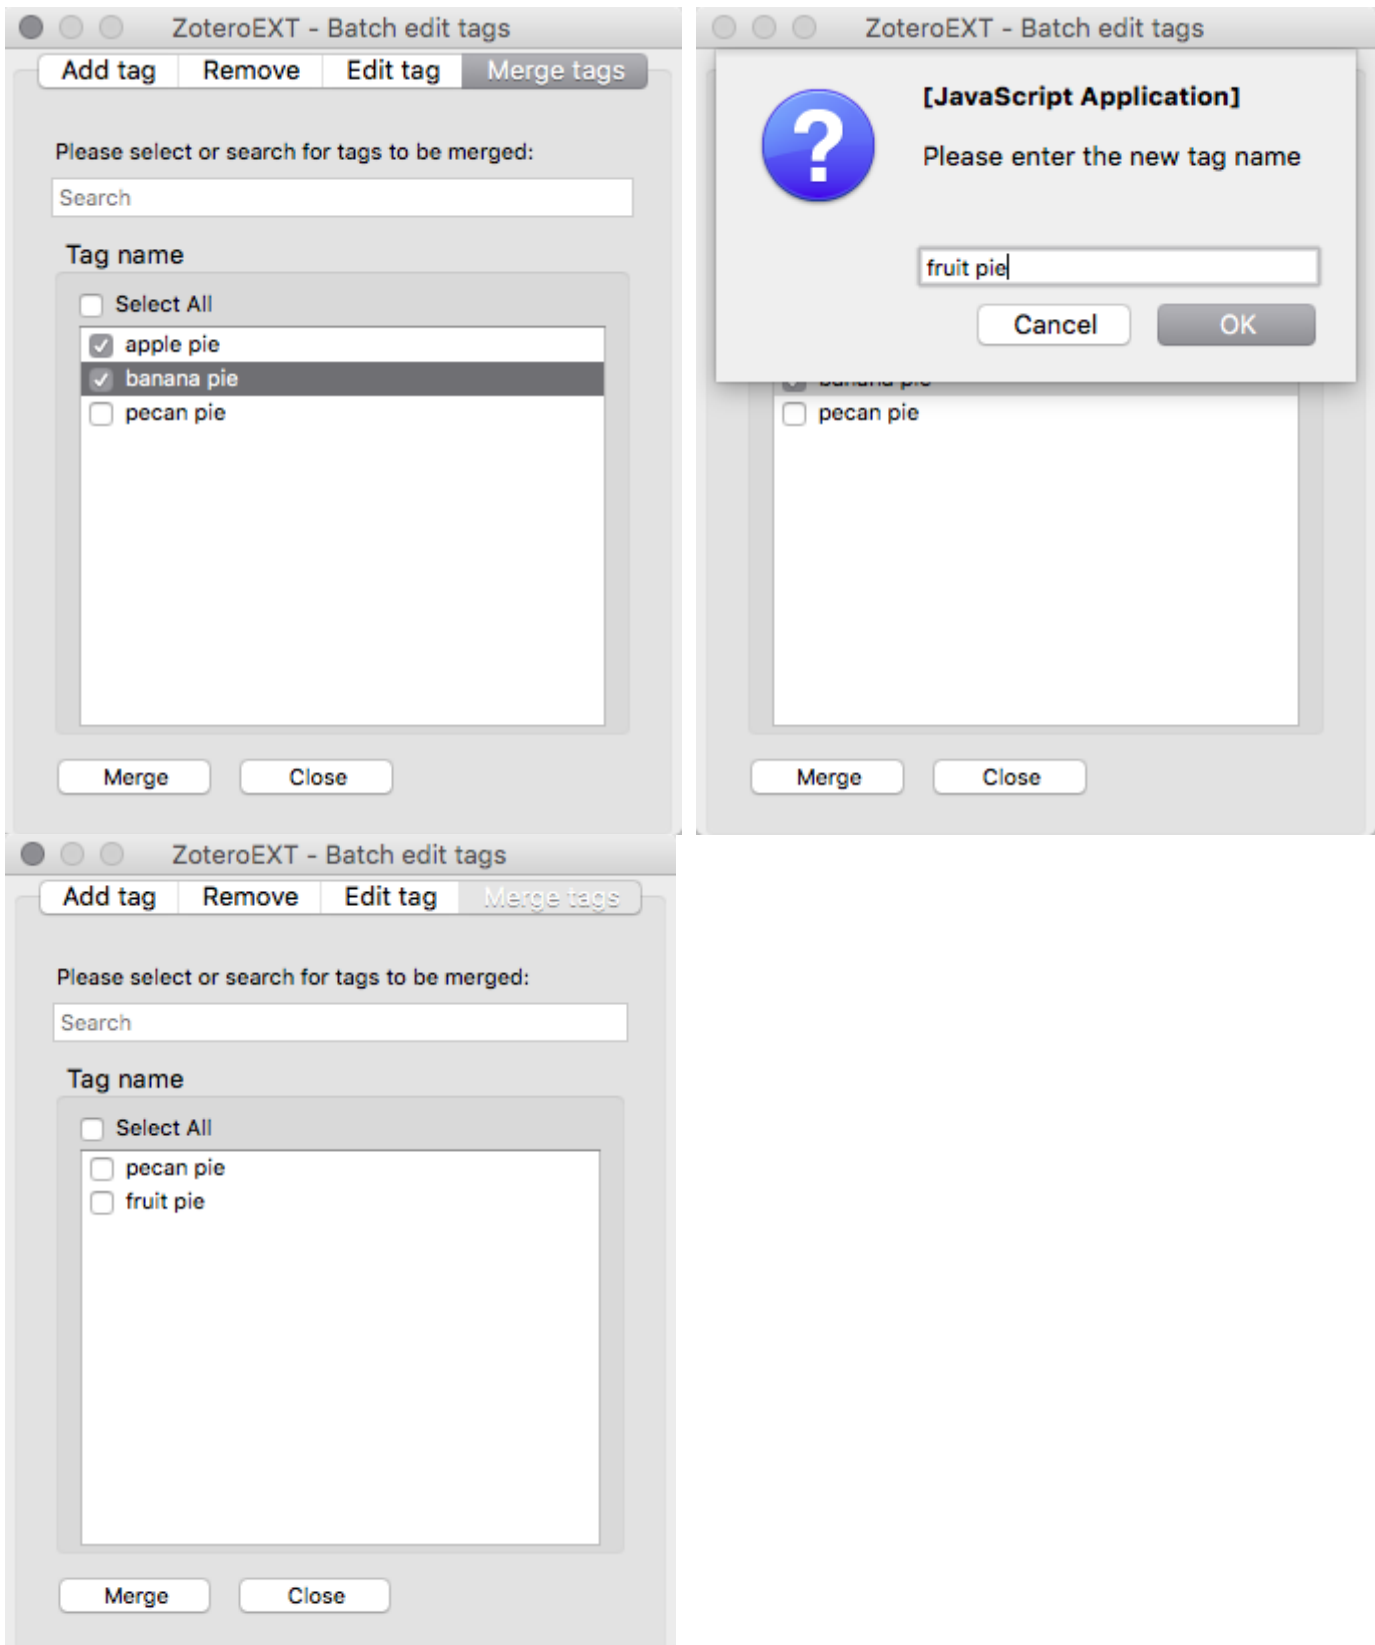 ZoteroEXT - Batch edit tags
Add tag Remove Edit tag Merge tags
Please select or search for tags to be merged:
Search
Tag name
Select All
apple pie
banana pie
pecan pie
Merge Close
ZoteroEXT - Batch edit tags
?
[JavaScript Application]
Please enter the new tag name
fruit pie
Cancel OK
banana pie
pecan pie
Merge Close
ZoteroEXT - Batch edit tags
Add tag Remove Edit tag Merge tags
Please select or search for tags to be merged:
Search
Tag name
Select All
pecan pie
fruit pie
Merge Close